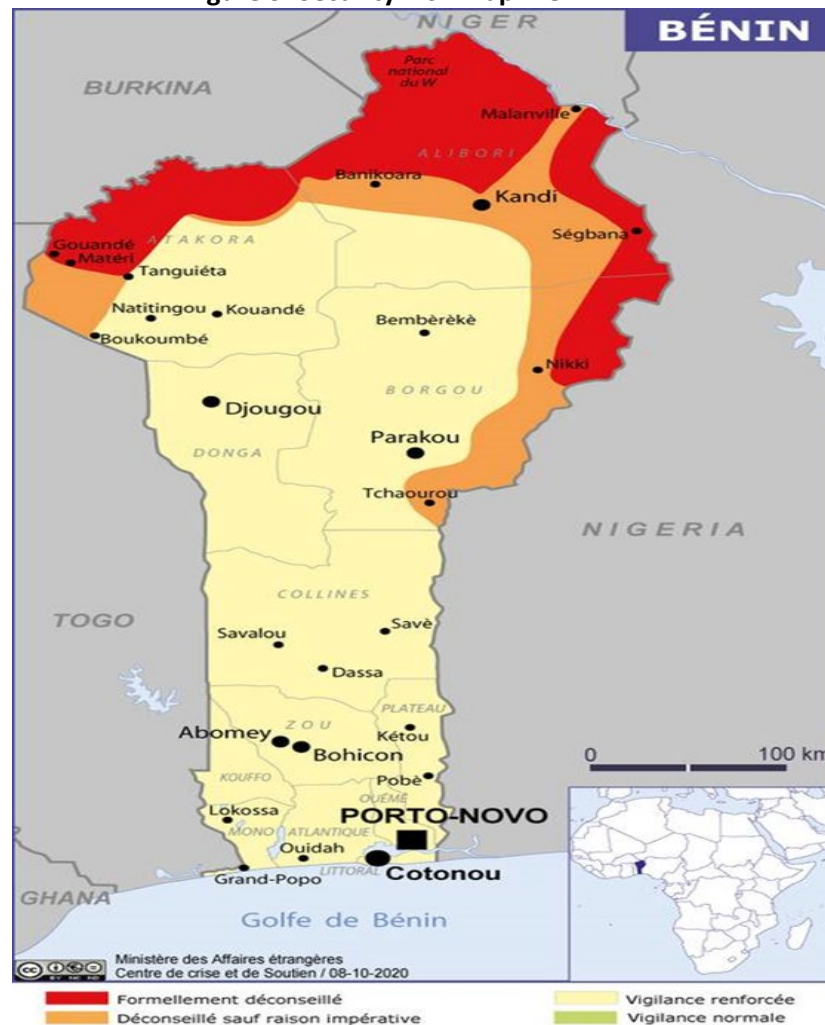 NIGER
BÉNIN
Parc
national
du W
BURKINA
Malanville
ALIBORI
Banikoara
Kandi
Ségbana
Gouandé
ATAKORA
Matéri
Tanguiéta
Natitingou
Kouandé
Bembèrèkè
Boukoumbé
Nikki
BORGOU
Djougou
Parakou
DONGA
Tchaourou
NIGERIA
COLLINES
TOGO
Savè
Savalou
Dassa
PLATEAU
ZOU
Abomey
Kétou
Bohicon
0 100 km
KOUFFO
Pobè
OUÉMÉ
Lokossa
PORTO-NOVO
MONO
ATLANTIQUE
Ouidah
LITTORAL
Cotonou
Grand-Popo
GHANA
Golfe de Bénin
Ministère des Affaires étrangères
Centre de crise et de Soutien / 08-10-2020
Formellement déconseillé
Vigilance renforcée
Déconseillé sauf raison impérative
Vigilance normale